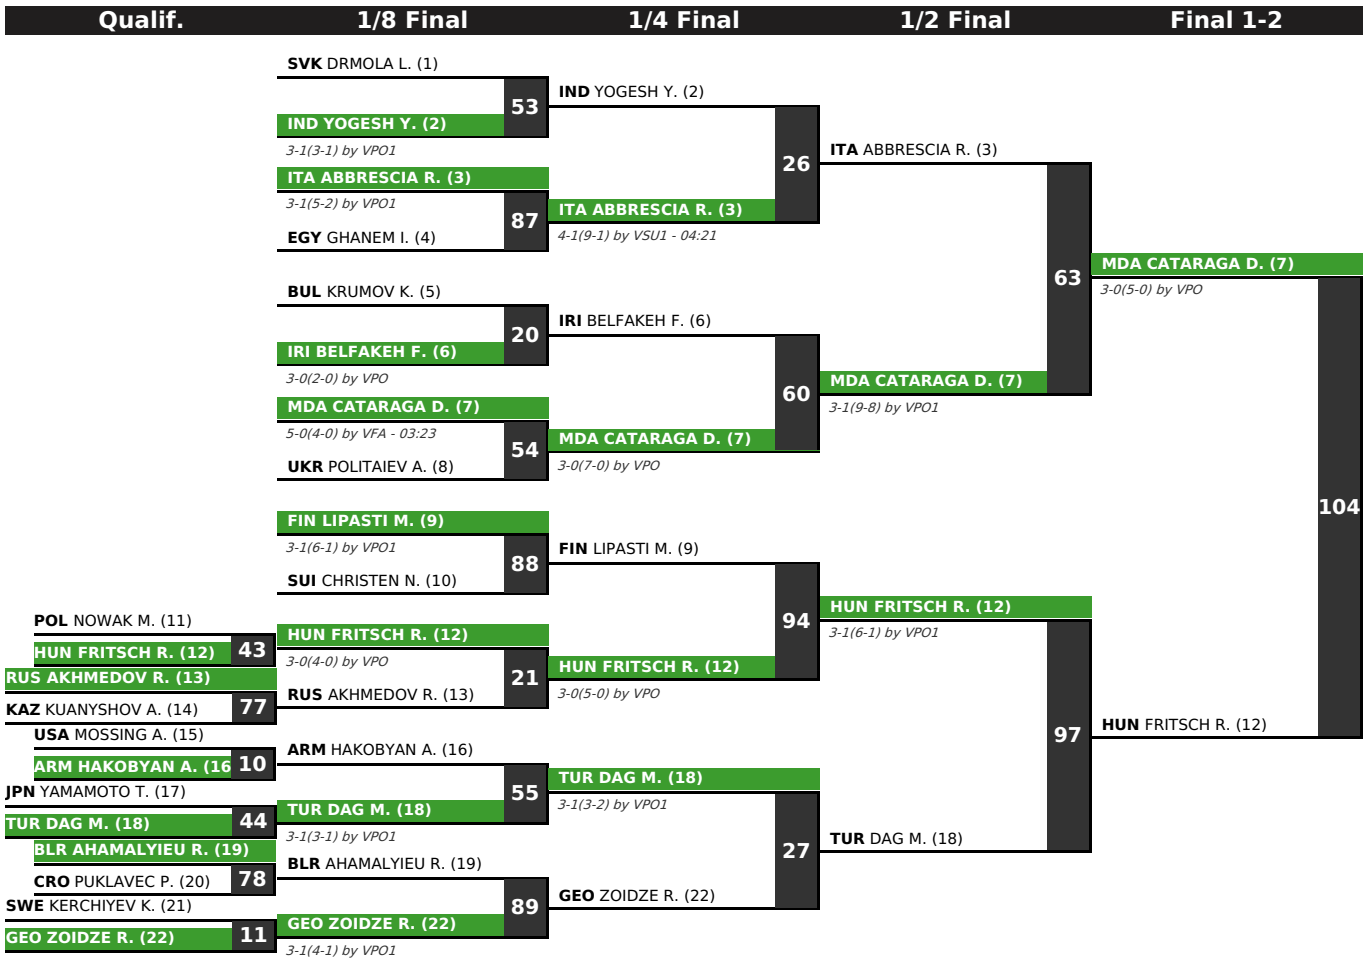 Qualif. 1/8 Final 1/4 Final 1/2 Final Final 1-2
SVK DRMOLA L. (1)
53
IND YOGESH Y. (2)
3-1(3-1) by VPO1
ITA ABBRESCIA R. (3)
3-1(5-2) by VPO1
87
EGY GHANEM I. (4)
BUL KRUMOV K. (5)
20
IRI BELFAKEH F. (6)
3-0(2-0) by VPO
MDA CATARAGA D. (7)
5-0(4-0) by VFA - 03:23
54
UKR POLITAIEV A. (8)
FIN LIPASTI M. (9)
3-1(6-1) by VPO1
88
SUI CHRISTEN N. (10)
POL NOWAK M. (11)
43
HUN FRITSCH R. (12)
RUS AKHMEDOV R. (13)
77
KAZ KUANYSHOV A. (14)
USA MOSSING A. (15)
10
ARM HAKOBYAN A. (16
JPN YAMAMOTO T. (17)
44
TUR DAG M. (18)
BLR AHAMALYIEU R. (19)
78
CRO PUKLAVEC P. (20)
SWE KERCHIYEV K. (21)
11
GEO ZOIDZE R. (22)
HUN FRITSCH R. (12)
3-0(4-0) by VPO
21
RUS AKHMEDOV R. (13)
ARM HAKOBYAN A. (16)
55
TUR DAG M. (18)
3-1(3-1) by VPO1
BLR AHAMALYIEU R. (19)
89
GEO ZOIDZE R. (22)
3-1(4-1) by VPO1
IND YOGESH Y. (2)
26
ITA ABBRESCIA R. (3)
4-1(9-1) by VSU1 - 04:21
IRI BELFAKEH F. (6)
60
MDA CATARAGA D. (7)
3-0(7-0) by VPO
FIN LIPASTI M. (9)
94
HUN FRITSCH R. (12)
3-0(5-0) by VPO
TUR DAG M. (18)
3-1(3-2) by VPO1
27
GEO ZOIDZE R. (22)
ITA ABBRESCIA R. (3)
63
MDA CATARAGA D. (7)
3-1(9-8) by VPO1
HUN FRITSCH R. (12)
3-1(6-1) by VPO1
97
TUR DAG M. (18)
MDA CATARAGA D. (7)
3-0(5-0) by VPO
104
HUN FRITSCH R. (12)